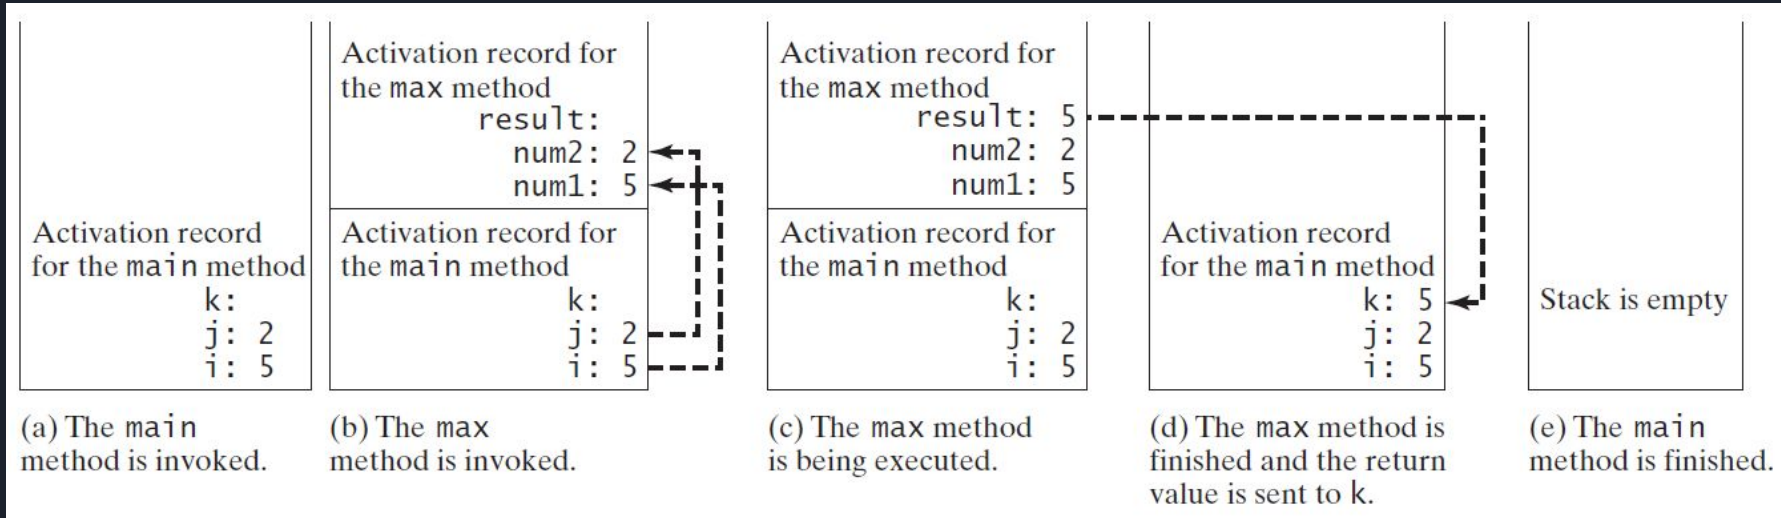 Activation record
for the main method
k:
j: 2
i: 5
(a) The main
method is invoked.
Activation record for
the max method
result:
num2: 2
num1: 5
Activation record for
the main method
k:
j: 2
i: 5
(b) The max
method is invoked.
Activation record for
the max method
result: 5
num2: 2
num1: 5
Activation record for
the main method
k:
j: 2
i: 5
(c) The max method
is being executed.
Activation record
for the main method
k: 5
j: 2
i: 5
(d) The max method is
finished and the return
value is sent to k.
Stack is empty
(e) The main
method is finished.